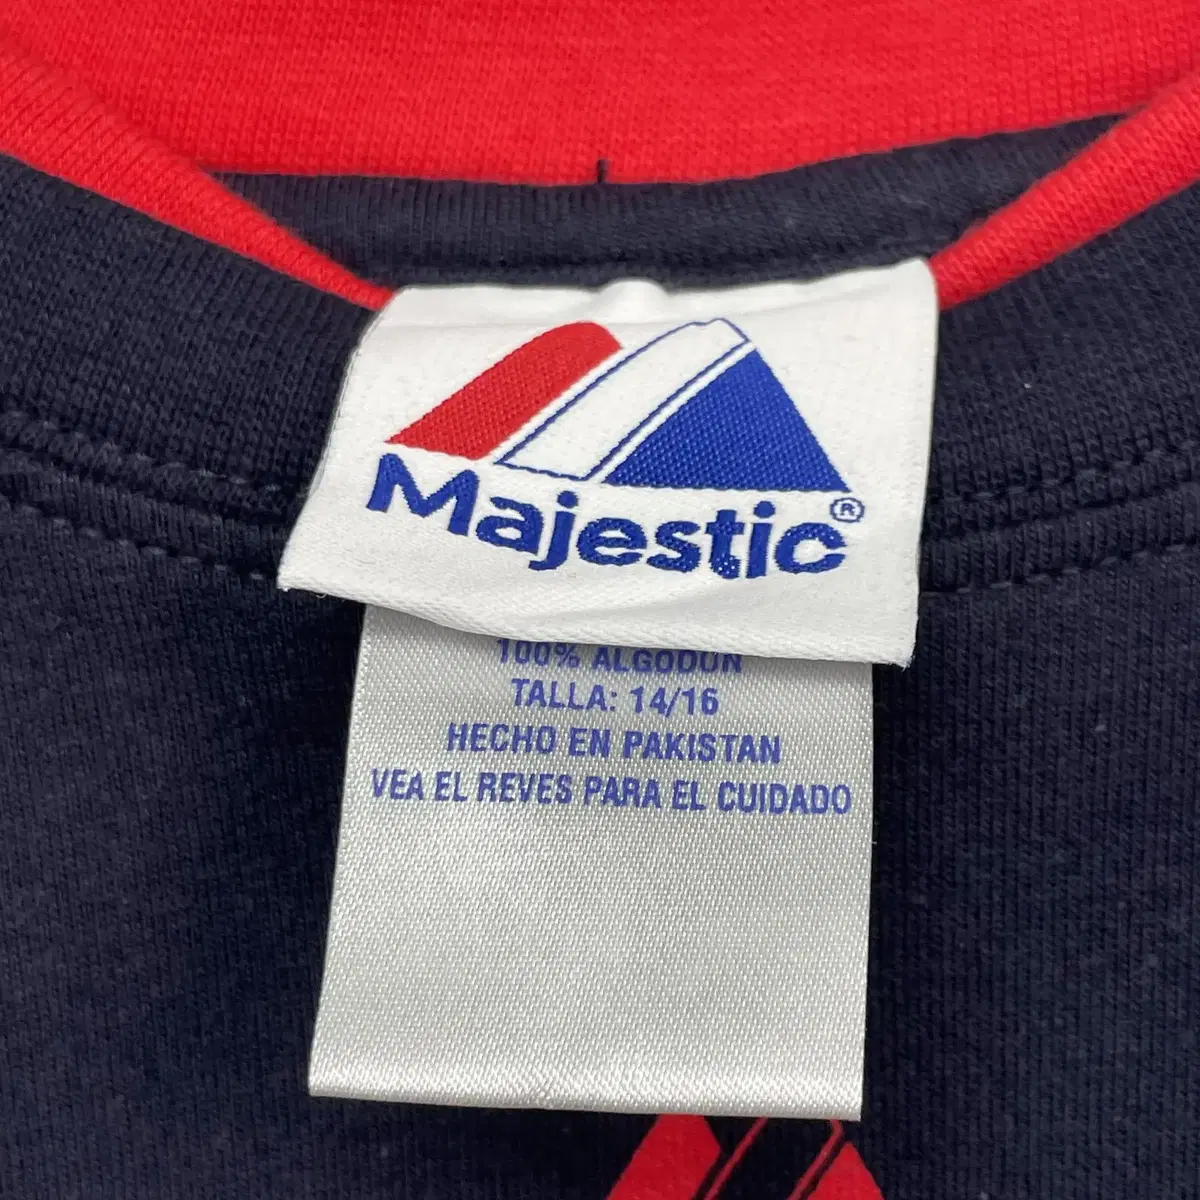 Majestic®
100% ALGODON
TALLA: 14/16
HECHO EN PAKISTAN
VEA EL REVES PARA EL CUIDADO